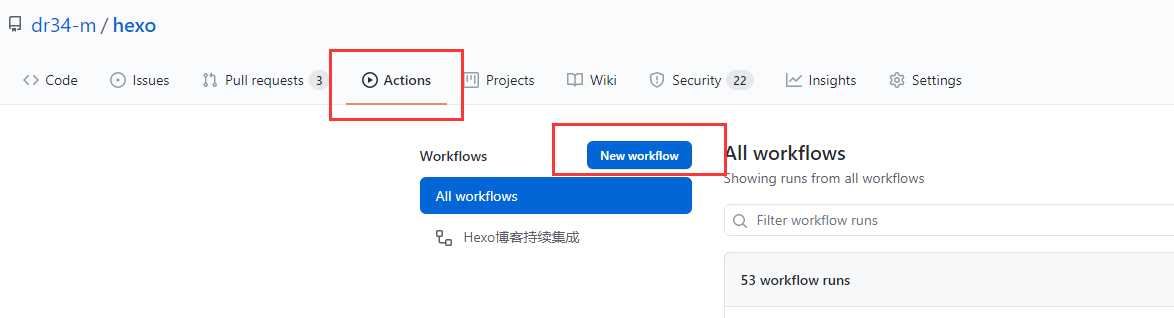 dr34-m / hexo
Code Issues Pull requests 3 Actions Projects Wiki Security 22 Insights Settings
Workflows New workflow
All workflows
Hexo博客持续集成
All workflows
Showing runs from all workflows
Filter workflow runs
53 workflow runs